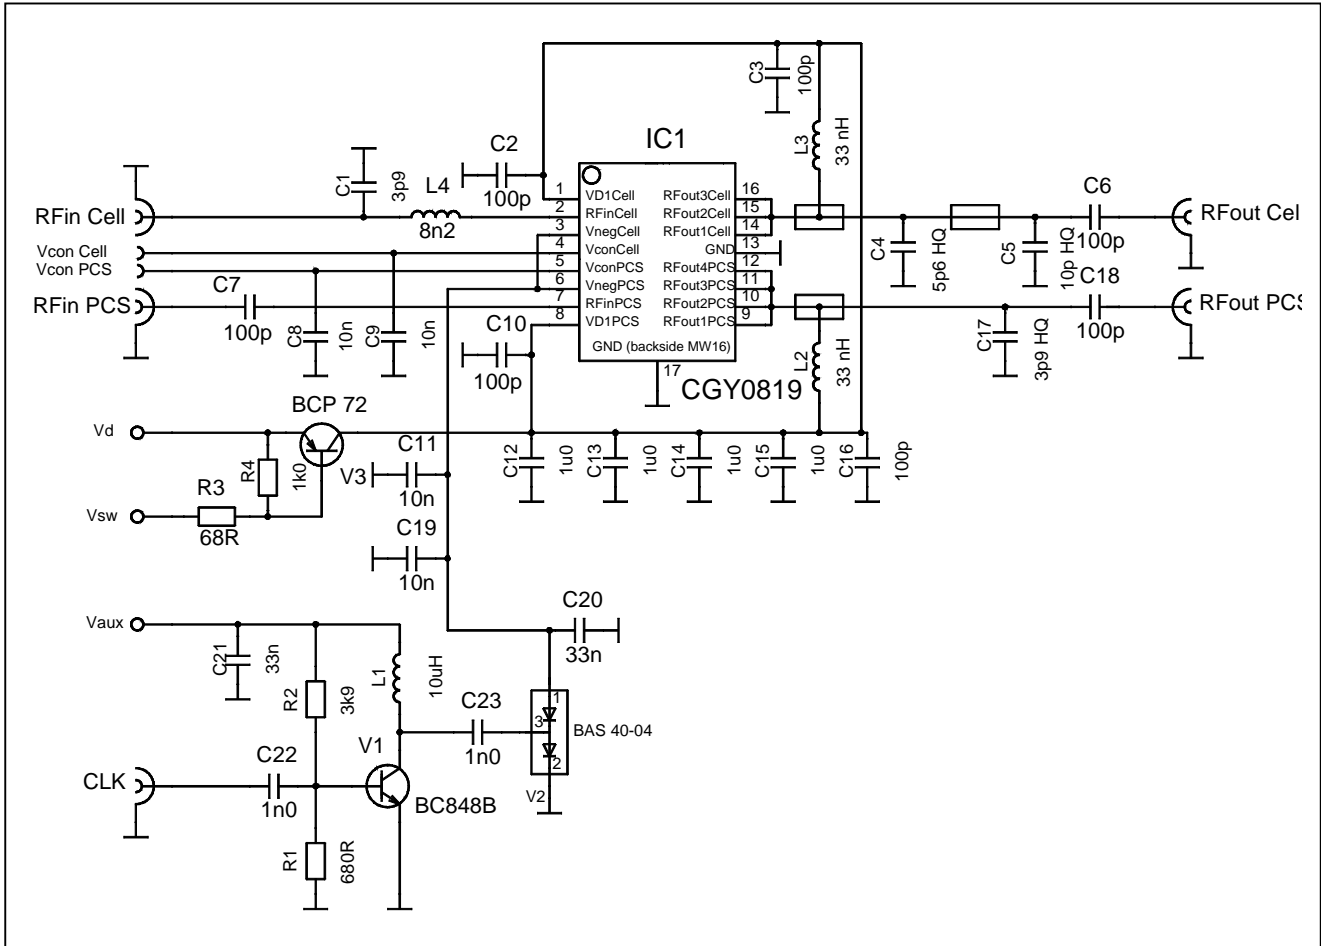 C3
100p
L3
33 nH
IC1
C2
100p
C1
3p9
L4
8n2
C6
100p
RFin Cell
RFout Cel
Vcon Cell
Vcon PCS
RFin PCS
RFout PCS
1 VD1Cell RFout3Cell 16
2 RFinCell RFout2Cell 15
3 VnegCell RFout1Cell 14
4 VconCell GND 13
5 VconPCS RFout4PCS 12
6 VnegPCS RFout3PCS 11
7 RFinPCS RFout2PCS 10
8 VD1PCS RFout1PCS 9
GND (backside MW16)
17
CGY0819
C4
5p6 HQ
C5
10p HQ
C18
100p
C17
3p9 HQ
C7
100p
C8
10n
C9
10n
C10
100p
L2
33 nH
BCP 72
Vd
R4
1k0
V3
R3
68R
Vsw
C11
10n
C19
10n
C12
1u0
C13
1u0
C14
1u0
C15
1u0
C16
100p
Vaux
C21
33n
R2
3k9
L1
10uH
C20
33n
C23
1n0
1
3
2
BAS 40-04
V2
V1
C22
1n0
CLK
BC848B
R1
680R